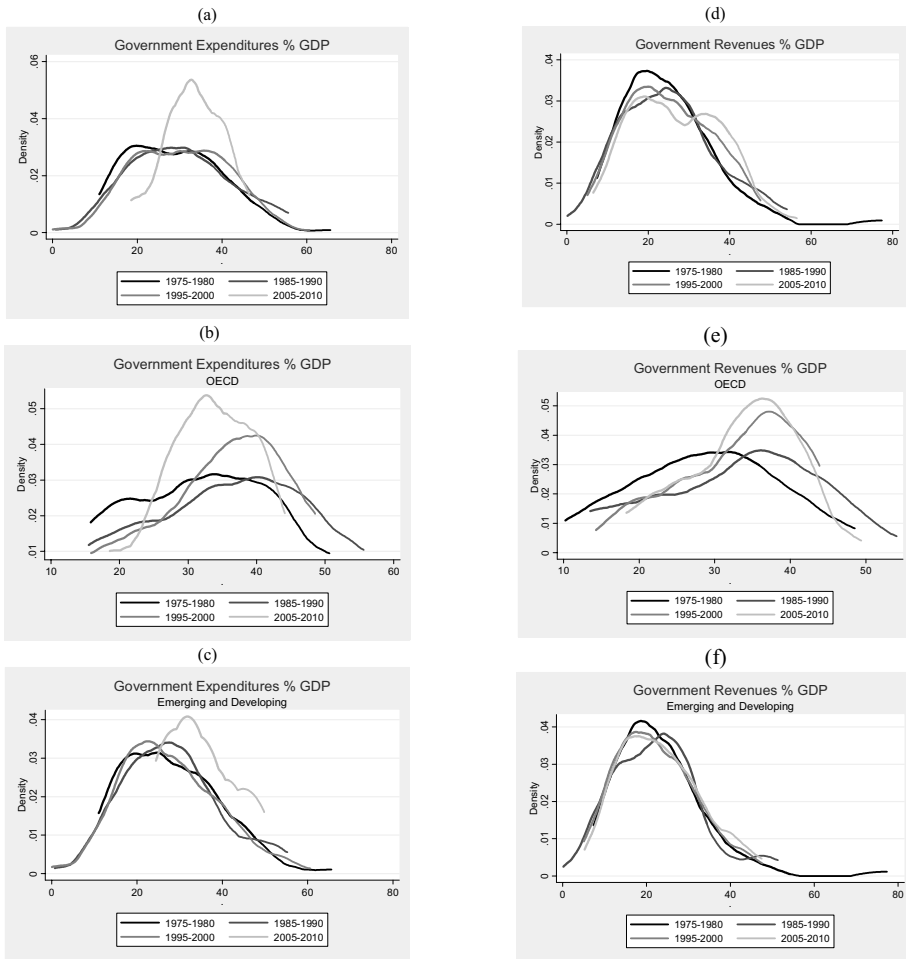 (a)
Government Expenditures % GDP
Density
0 .02 .04 .06
0 20 40 60 80
.
1975-1980 1985-1990
1995-2000 2005-2010
(b)
Government Expenditures % GDP
OECD
Density
.01 .02 .03 .04 .05
10 20 30 40 50 60
.
1975-1980 1985-1990
1995-2000 2005-2010
(c)
Government Expenditures % GDP
Emerging and Developing
Density
0 .01 .02 .03 .04
0 20 40 60 80
.
1975-1980 1985-1990
1995-2000 2005-2010
(d)
Government Revenues % GDP
Density
0 .01 .02 .03 .04
0 20 40 60 80
.
1975-1980 1985-1990
1995-2000 2005-2010
(e)
Government Revenues % GDP
OECD
Density
0 .01 .02 .03 .04 .05
10 20 30 40 50
.
1975-1980 1985-1990
1995-2000 2005-2010
(f)
Government Revenues % GDP
Emerging and Developing
Density
0 .01 .02 .03 .04
0 20 40 60 80
.
1975-1980 1985-1990
1995-2000 2005-2010